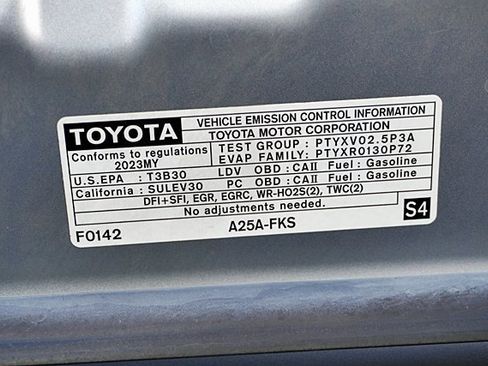 TOYOTA
VEHICLE EMISSION CONTROL INFORMATION
TOYOTA MOTOR CORPORATION
Conforms to regulations
2023MY
TEST GROUP : PTYXV02.5P3A
EVAP FAMILY: PTYXR0130P72
U.S.EPA : T3B30 LDV OBD : CAII Fuel : Gasoline
California : SULEV30 PC OBD : CAII Fuel : Gasoline
DFI+SFI, EGR, EGRC, WR-HO2S(2), TWC(2)
No adjustments needed.
F0142 A25A-FKS S4